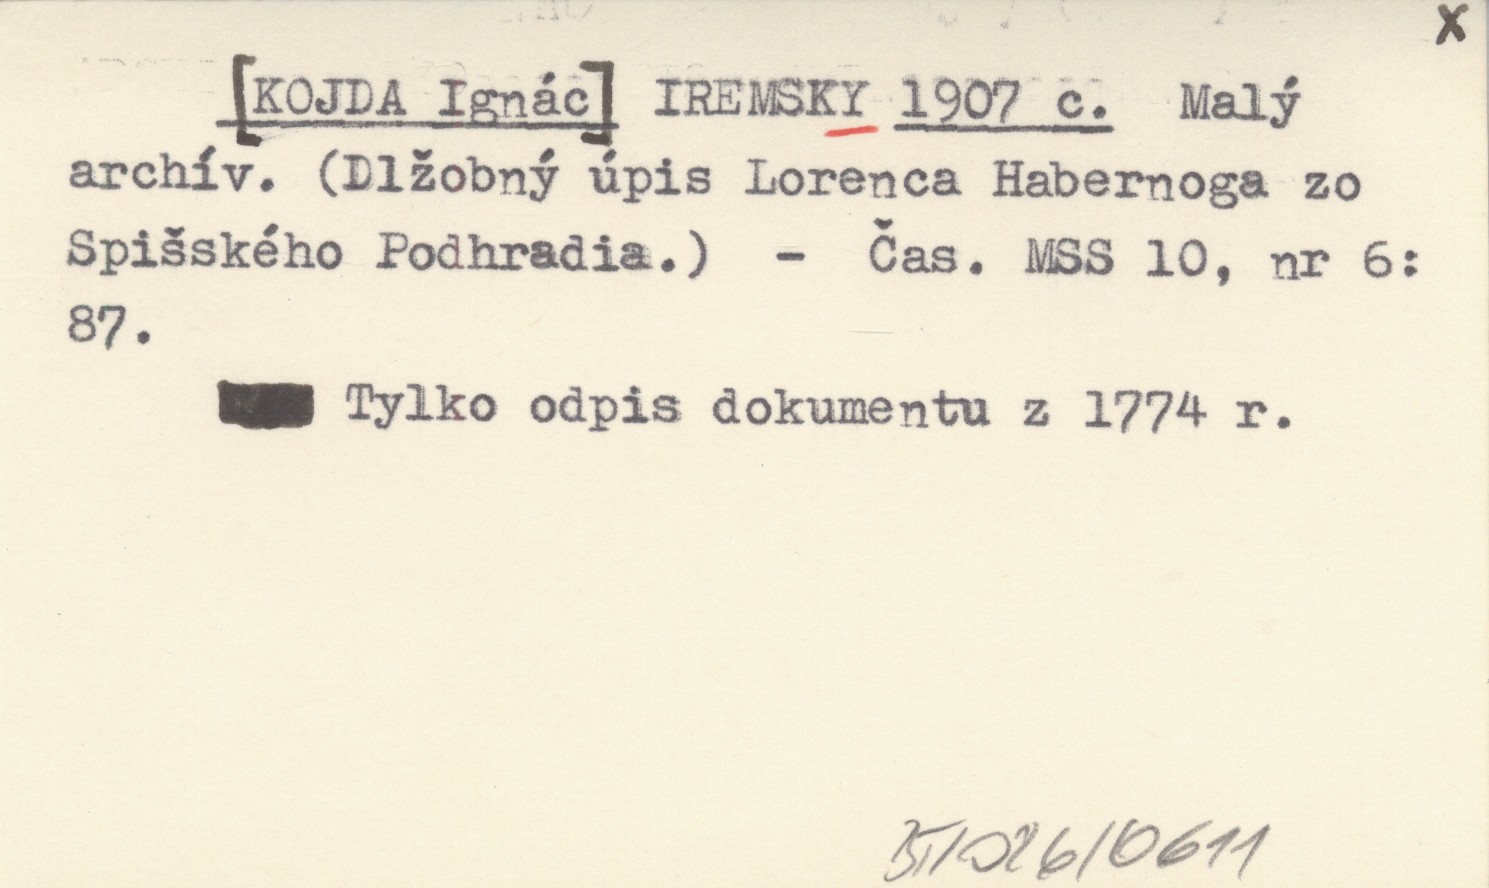 x
[KOJDA Ignác] IREMSKY 1907 c. Malý
archív. (Dlžobný úpis Lorenca Habernoga zo
Spišského Podhradia.) - Čas. MSS 10, nr 6:
87.
Tylko odpis dokumentu z 1774 r.